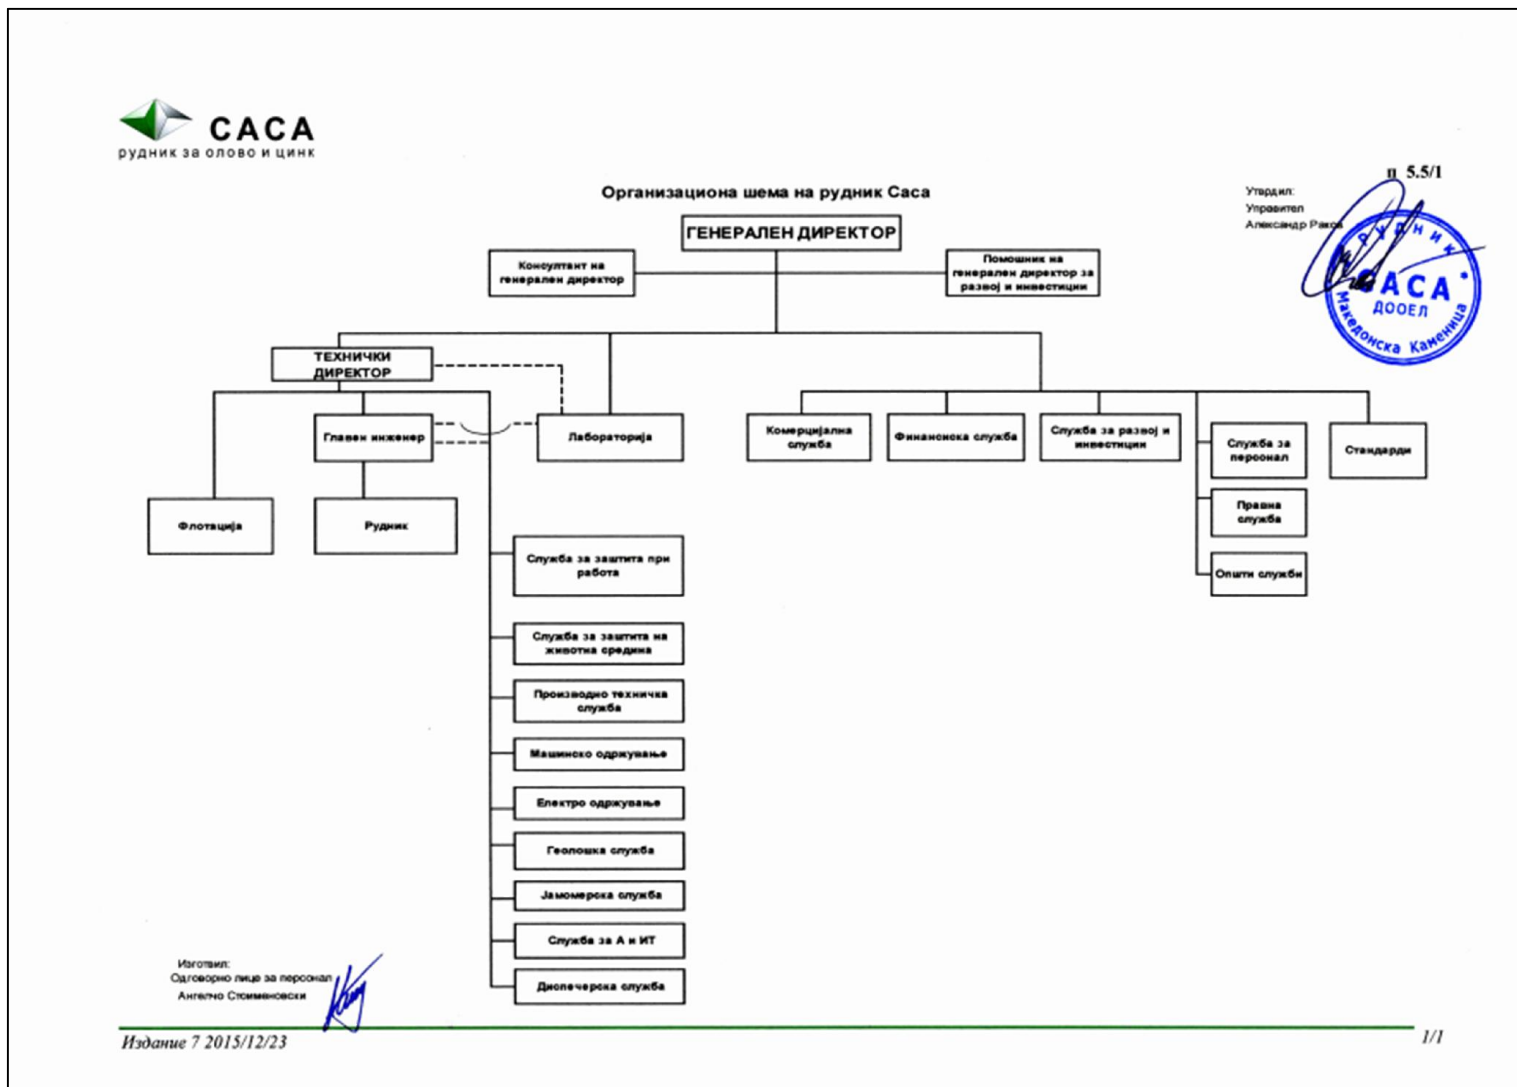 САСА
рудник за олово и цинк
п 5.5/1
Организациона шема на рудник Саса
Утврдил:
Управител
Александр Раков
ГЕНЕРАЛЕН ДИРЕКТОР
Консултант на
генерален директор
Помошник на
генерален директор за
развој и инвестиции
РУДНИК
САСА
ДООЕЛ
Македонска Каменица
ТЕХНИЧКИ
ДИРЕКТОР
Главен инженер
Лабораторија
Комерцијална
служба
Финансиска служба
Служба за развој и
инвестиции
Служба за
персонал
Стандарди
Флотација
Рудник
Правна
служба
Служба за заштита при
работа
Општи служби
Служба за заштита на
животна средина
Производно техничка
служба
Машинско одржување
Електро одржување
Геолошка служба
Јамомерска служба
Служба за А и ИТ
Диспечерска служба
Изготвил:
Одговорно лице за персонал
Ангелчо Стоименовски
Издание 7 2015/12/23
1/1